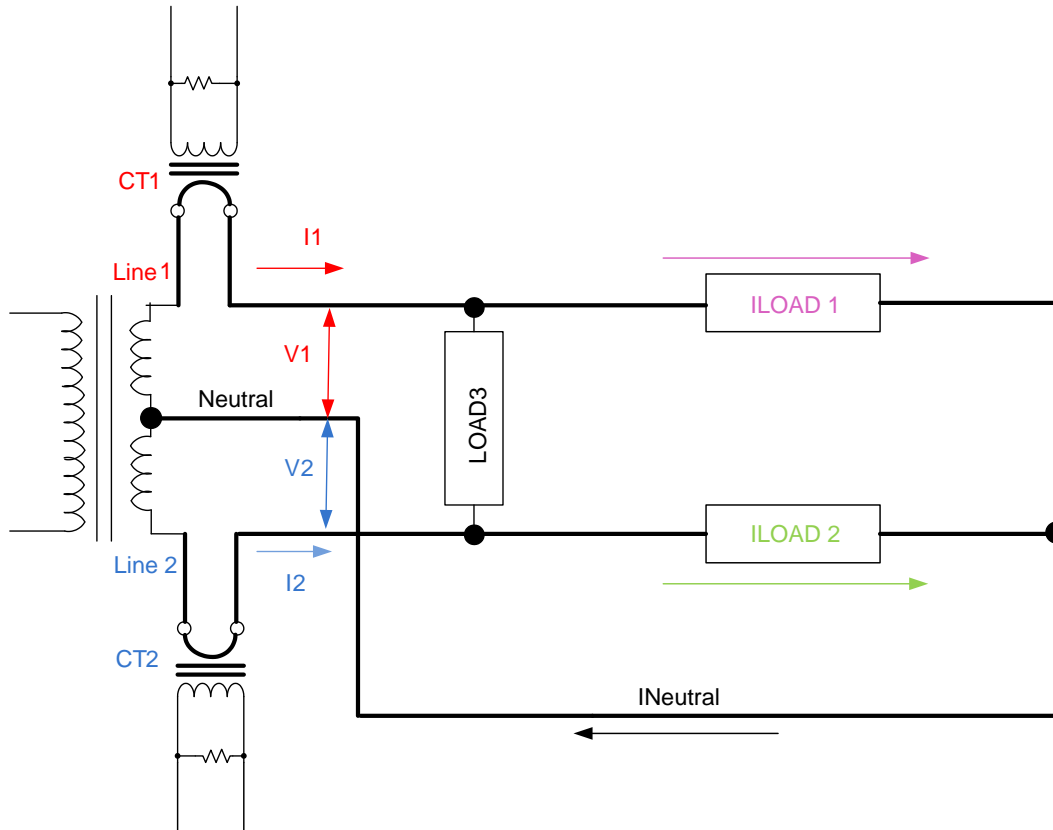 CT1
I1
Line 1
ILOAD 1
V1
Neutral
LOAD3
V2
ILOAD 2
Line 2
I2
CT2
INeutral